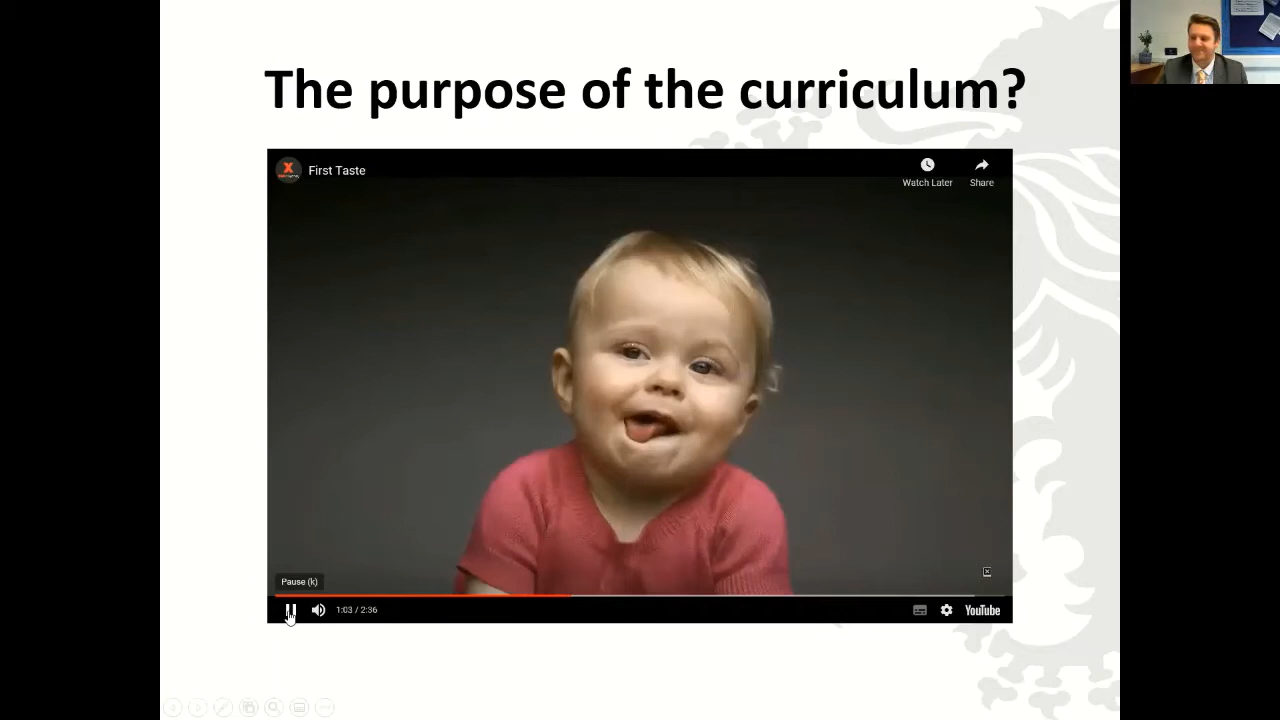 The purpose of the curriculum?
X
First Taste
Watch Later
Share
Pause (k)
1:03 / 2:36
YouTube